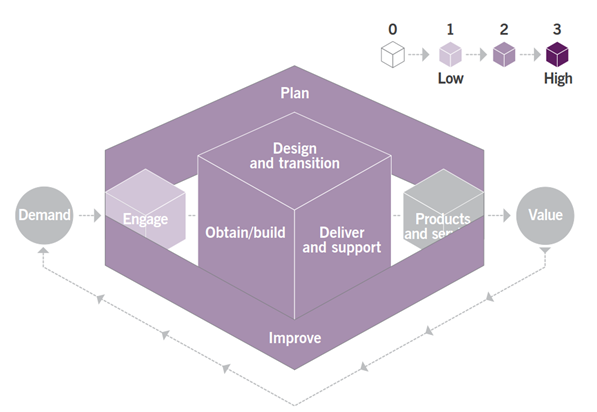 0 1 2 3
Low High
Plan
Design
and transition
Demand
Engage
Obtain/build
Deliver
and support
Products
and ser
Value
Improve